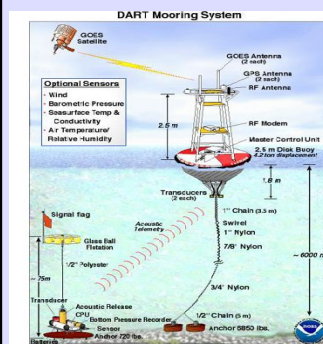 DART Mooring System
GOES
Satellite
GOES Antenna
(2 each)
GPS Antenna
(2 each)
RF Antenna
Optional Sensors
- Wind
- Barometric Pressure
- Seasurface Temp &
Conductivity
- Air Temperature/
Relative Humidity
2.5 m
RF Modem
Master Control Unit
2.5 m Disk Buoy
4.2 ton displacement
Transducers
(2 each)
1.8 m
Signal flag
Acoustic
Telemetry
1" Chain (3.5 m)
Swivel
1" Nylon
7/8" Nylon
Glass Ball
Flotation
1/2" Polyester
~ 75m
~ 6000 m
3/4" Nylon
Transducer
Acoustic Release
CPU
Bottom Pressure Recorder
Sensor
Anchor 720 lbs.
Batteries
1/2" Chain (5 m)
Anchor 6850 lbs.